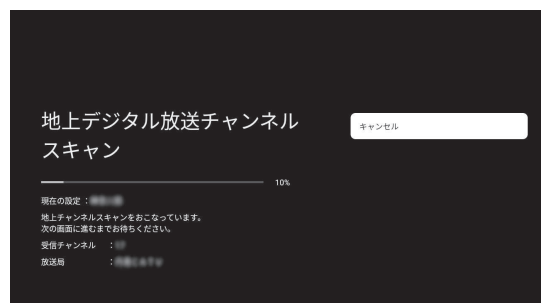 地上デジタル放送チャンネル
スキャン
キャンセル
10%
現在の設定 :
地上チャンネルスキャンをおこなっています。
次の画面に進むまでお待ちください。
受信チャンネル :
放送局 :